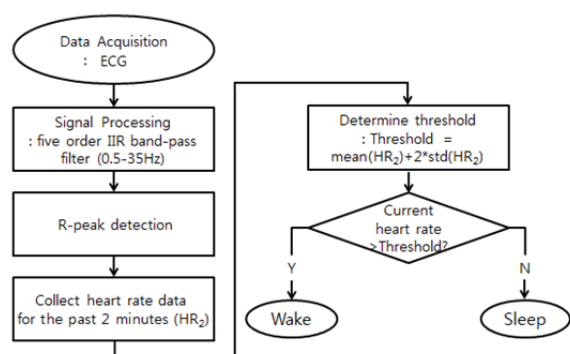 Data Acquisition
: ECG
Signal Processing
: five order IIR band-pass
filter (0.5-35Hz)
R-peak detection
Collect heart rate data
for the past 2 minutes (HR₂)
Determine threshold
: Threshold =
mean(HR₂)+2*std(HR₂)
Current
heart rate
>Threshold?
Y
N
Wake
Sleep